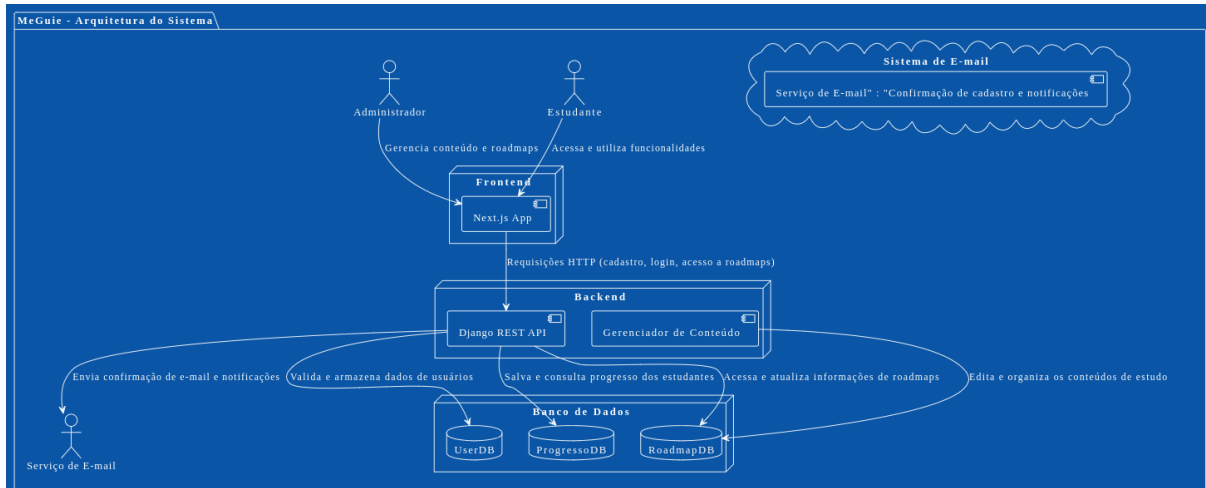 MeGuie - Arquitetura do Sistema
Sistema de E-mail
Serviço de E-mail" : "Confirmação de cadastro e notificações
Administrador
Estudante
Gerencia conteúdo e roadmaps
Acessa e utiliza funcionalidades
Frontend
Next.js App
Requisições HTTP (cadastro, login, acesso a roadmaps)
Backend
Django REST API
Gerenciador de Conteúdo
Envia confirmação de e-mail e notificações
Valida e armazena dados de usuários
Salva e consulta progresso dos estudantes
Acessa e atualiza informações de roadmaps
Edita e organiza os conteúdos de estudo
Banco de Dados
UserDB
ProgressoDB
RoadmapDB
Serviço de E-mail